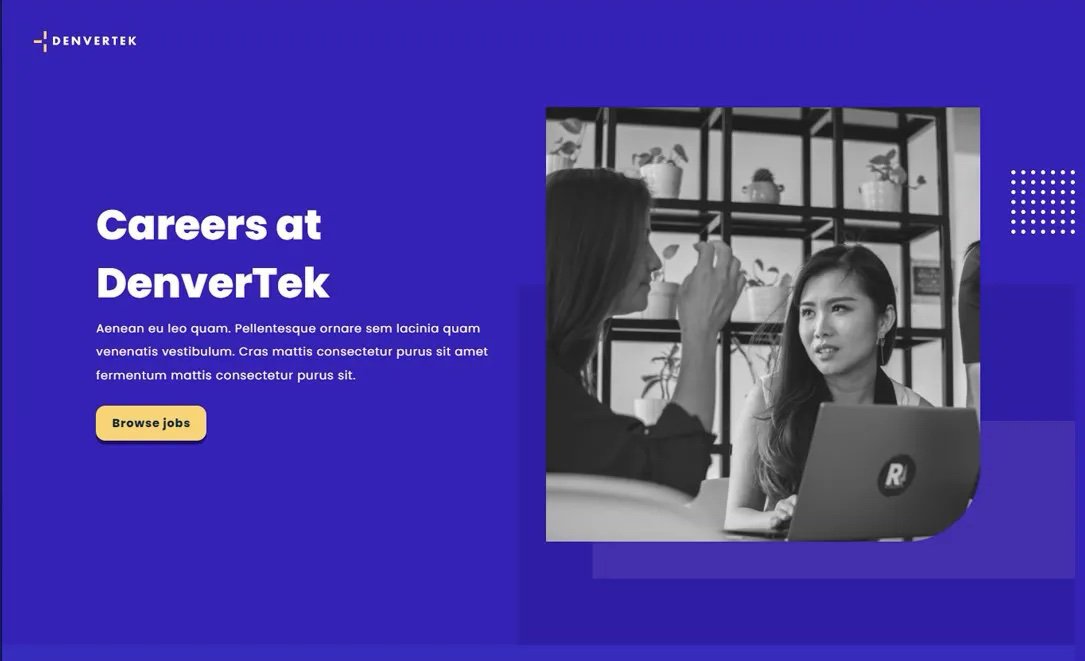 DENVERTEK
Careers at
DenverTek
Aenean eu leo quam. Pellentesque ornare sem lacinia quam
venenatis vestibulum. Cras mattis consectetur purus sit amet
fermentum mattis consectetur purus sit.
Browse jobs
R